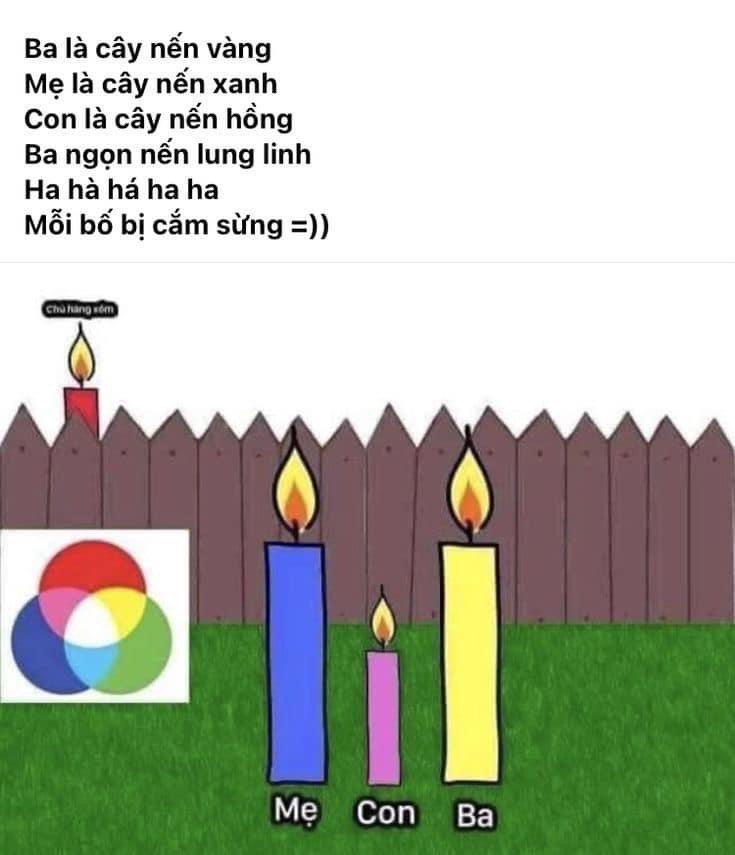 Ba là cây nến vàng
Mẹ là cây nến xanh
Con là cây nến hồng
Ba ngọn nến lung linh
Ha hà há ha ha
Mỗi bố bị cắm sừng =))
Chú hàng xóm
Mẹ Con Ba